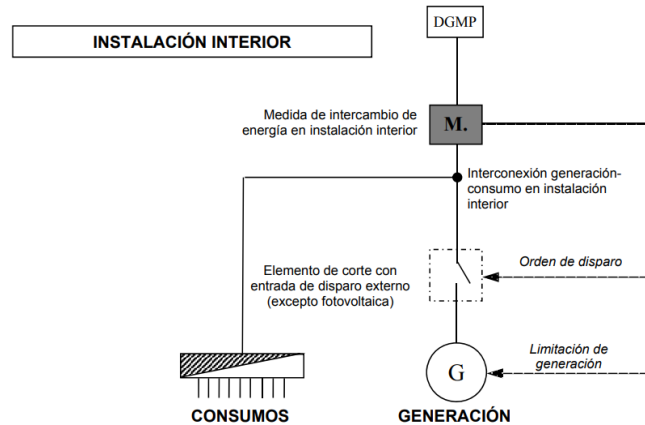 DGMP
INSTALACIÓN INTERIOR
Medida de intercambio de
energía en instalación interior
M.
Interconexión generación-
consumo en instalación
interior
Orden de disparo
Elemento de corte con
entrada de disparo externo
(excepto fotovoltaica)
Limitación de
generación
G
CONSUMOS
GENERACIÓN